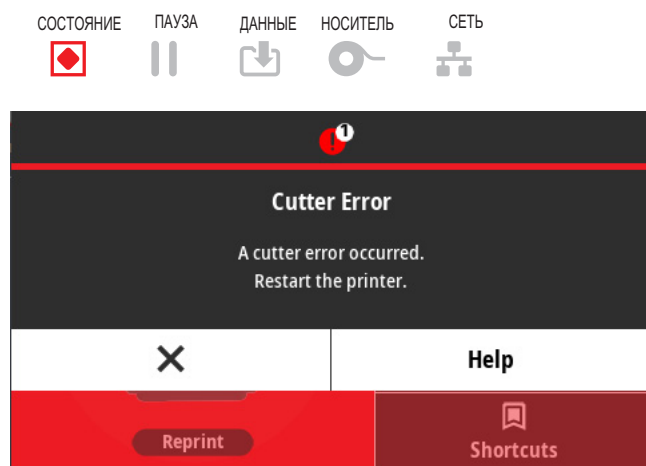 СОСТОЯНИЕ ПАУЗА ДАННЫЕ НОСИТЕЛЬ СЕТЬ
1
Cutter Error
A cutter error occurred.
Restart the printer.
Help
Reprint
Shortcuts